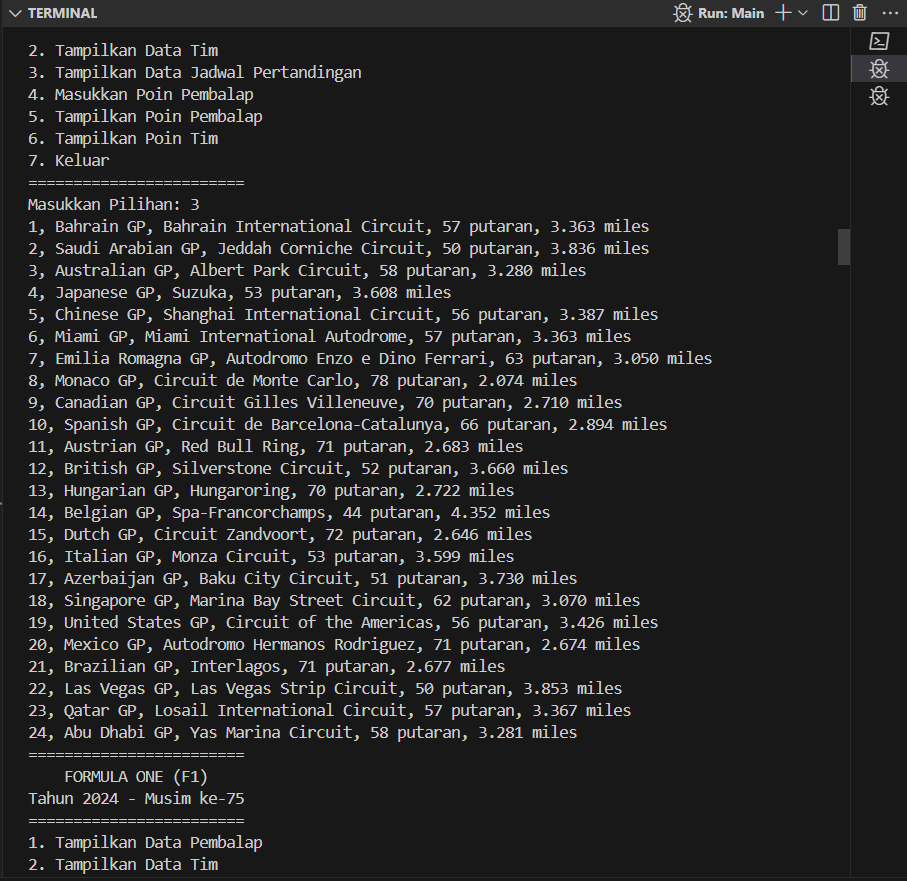 TERMINAL
Run: Main
2. Tampilkan Data Tim
3. Tampilkan Data Jadwal Pertandingan
4. Masukkan Poin Pembalap
5. Tampilkan Poin Pembalap
6. Tampilkan Poin Tim
7. Keluar
========================
Masukkan Pilihan: 3
1, Bahrain GP, Bahrain International Circuit, 57 putaran, 3.363 miles
2, Saudi Arabian GP, Jeddah Corniche Circuit, 50 putaran, 3.836 miles
3, Australian GP, Albert Park Circuit, 58 putaran, 3.280 miles
4, Japanese GP, Suzuka, 53 putaran, 3.608 miles
5, Chinese GP, Shanghai International Circuit, 56 putaran, 3.387 miles
6, Miami GP, Miami International Autodrome, 57 putaran, 3.363 miles
7, Emilia Romagna GP, Autodromo Enzo e Dino Ferrari, 63 putaran, 3.050 miles
8, Monaco GP, Circuit de Monte Carlo, 78 putaran, 2.074 miles
9, Canadian GP, Circuit Gilles Villeneuve, 70 putaran, 2.710 miles
10, Spanish GP, Circuit de Barcelona-Catalunya, 66 putaran, 2.894 miles
11, Austrian GP, Red Bull Ring, 71 putaran, 2.683 miles
12, British GP, Silverstone Circuit, 52 putaran, 3.660 miles
13, Hungarian GP, Hungaroring, 70 putaran, 2.722 miles
14, Belgian GP, Spa-Francorchamps, 44 putaran, 4.352 miles
15, Dutch GP, Circuit Zandvoort, 72 putaran, 2.646 miles
16, Italian GP, Monza Circuit, 53 putaran, 3.599 miles
17, Azerbaijan GP, Baku City Circuit, 51 putaran, 3.730 miles
18, Singapore GP, Marina Bay Street Circuit, 62 putaran, 3.070 miles
19, United States GP, Circuit of the Americas, 56 putaran, 3.426 miles
20, Mexico GP, Autodromo Hermanos Rodriguez, 71 putaran, 2.674 miles
21, Brazilian GP, Interlagos, 71 putaran, 2.677 miles
22, Las Vegas GP, Las Vegas Strip Circuit, 50 putaran, 3.853 miles
23, Qatar GP, Losail International Circuit, 57 putaran, 3.367 miles
24, Abu Dhabi GP, Yas Marina Circuit, 58 putaran, 3.281 miles
========================
FORMULA ONE (F1)
Tahun 2024 - Musim ke-75
========================
1. Tampilkan Data Pembalap
2. Tampilkan Data Tim